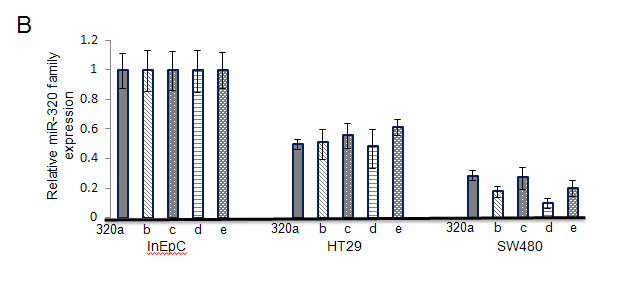 B
Relative miR-320 family
expression
1.2
1
0.8
0.6
0.4
0.2
0
320a b c d e 320a b c d e 320a b c d e
InEpC HT29 SW480